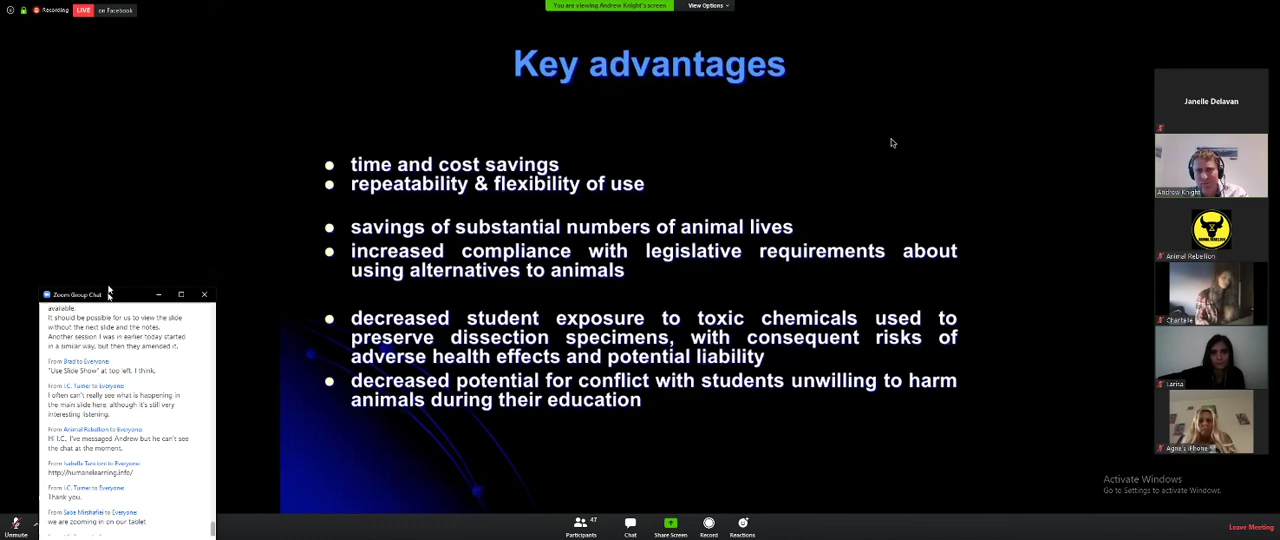 Recording
LIVE
on Facebook
You are viewing Andrew Knight's screen
View Options
Key advantages
time and cost savings
repeatability & flexibility of use
savings of substantial numbers of animal lives
increased compliance with legislative requirements about
using alternatives to animals
decreased student exposure to toxic chemicals used to
preserve dissection specimens, with consequent risks of
adverse health effects and potential liability
decreased potential for conflict with students unwilling to harm
animals during their education
Janelle Delavan
Andrew Knight
Animal Rebellion
Chantelle
Larita
Agne's iPhone
Zoom Group Chat
available.
It should be possible for us to view the slide
without the next slide and the notes.
Another session I was in earlier today started
in a similar way, but then they amended it.
From Brad to Everyone:
"Use Slide Show" at top left, I think.
From I.C. Turner to Everyone:
I often can't really see what is happening in
the main slide here, although it's still very
interesting listening.
From Animal Rebellion to Everyone:
Hi I.C., I've messaged Andrew but he can't see
the chat at the moment.
From Isabelle to Everyone:
http://humanelearning.info/
From I.C. Turner to Everyone:
Thank you.
From Sabe Mirshafiei to Everyone:
we are zooming in on our tablet
Activate Windows
Go to Settings to activate Windows.
Unmute
47
Participants
Chat
Share Screen
Record
Reactions
Leave Meeting